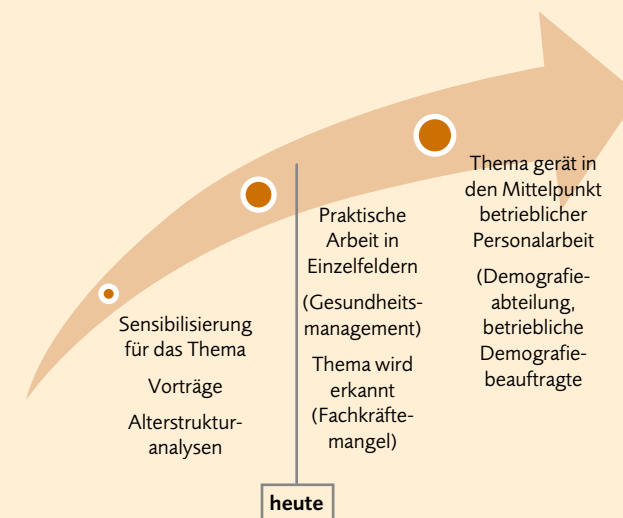 Sensibilisierung
für das Thema
Vorträge
Alterstruktur-
analysen
Praktische
Arbeit in
Einzelfeldern
(Gesundheits-
management)
Thema wird
erkannt
(Fachkräfte-
mangel)
Thema gerät in
den Mittelpunkt
betrieblicher
Personalarbeit
(Demografie-
abteilung,
betriebliche
Demografie-
beauftragte
heute